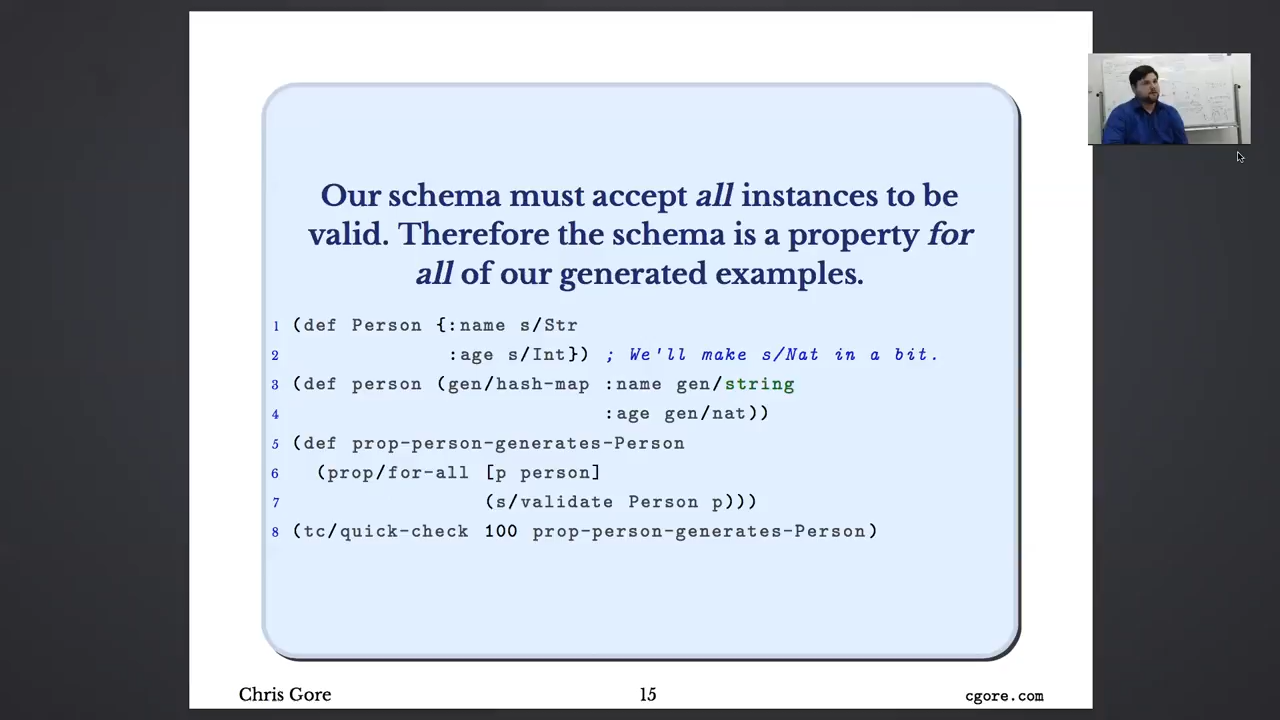 Our schema must accept all instances to be
valid. Therefore the schema is a property for
all of our generated examples.
1 (def Person {:name s/Str
2 :age s/Int}) ; We'll make s/Nat in a bit.
3 (def person (gen/hash-map :name gen/string
4 :age gen/nat))
5 (def prop-person-generates-Person
6 (prop/for-all [p person]
7 (s/validate Person p)))
8 (tc/quick-check 100 prop-person-generates-Person)
Chris Gore 15 cgore.com